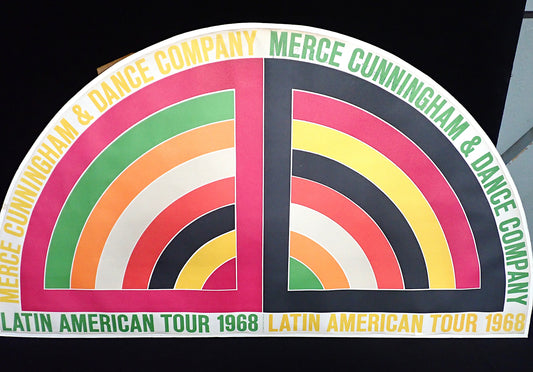 MERCE CUNNINGHAM & DANCE COMPANY
MERCE CUNNINGHAM & DANCE COMPANY
LATIN AMERICAN TOUR 1968
LATIN AMERICAN TOUR 1968